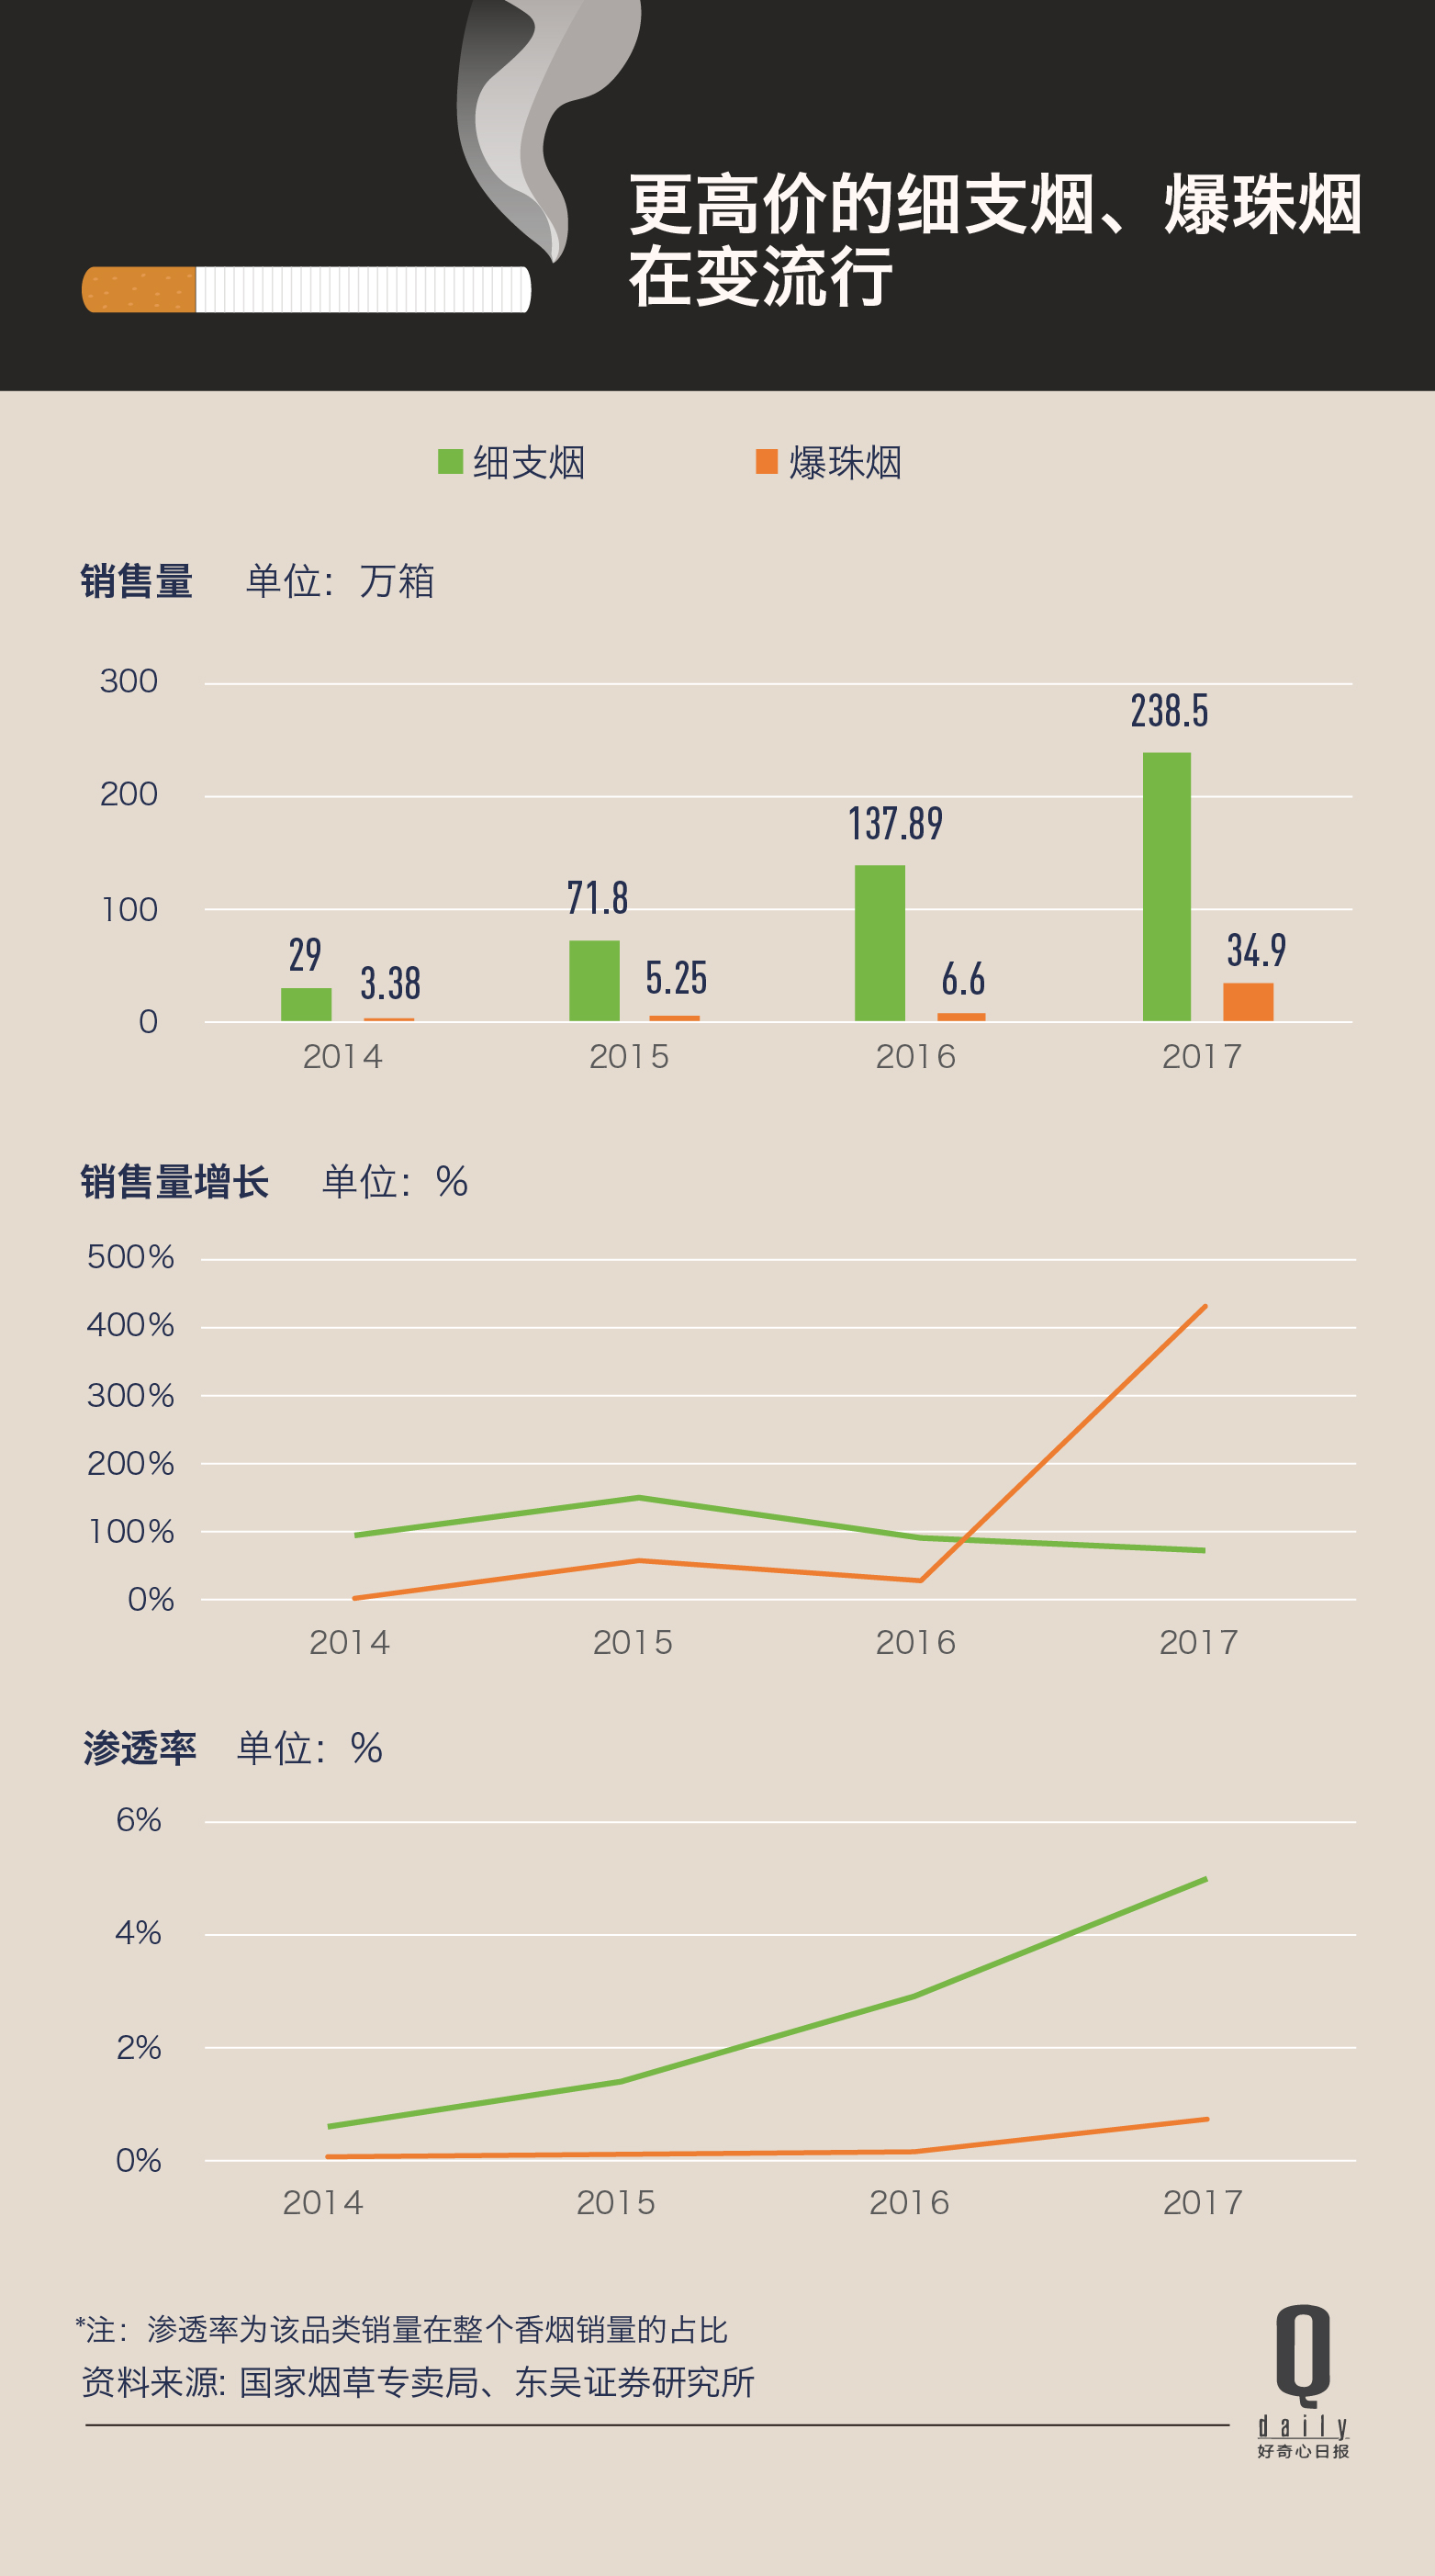 更高价的细支烟、爆珠烟
在变流行
细支烟 爆珠烟
销售量 单位：万箱
300
238.5
200
137.89
71.8
100
34.9
29 3.38 5.25 6.6
0
2014 2015 2016 2017
销售量增长 单位：%
500%
400%
300%
200%
100%
0%
2014 2015 2016 2017
渗透率 单位：%
6%
4%
2%
0%
2014 2015 2016 2017
*注：渗透率为该品类销量在整个香烟销量的占比
资料来源: 国家烟草专卖局、东吴证券研究所
Q
daily
好奇心日报